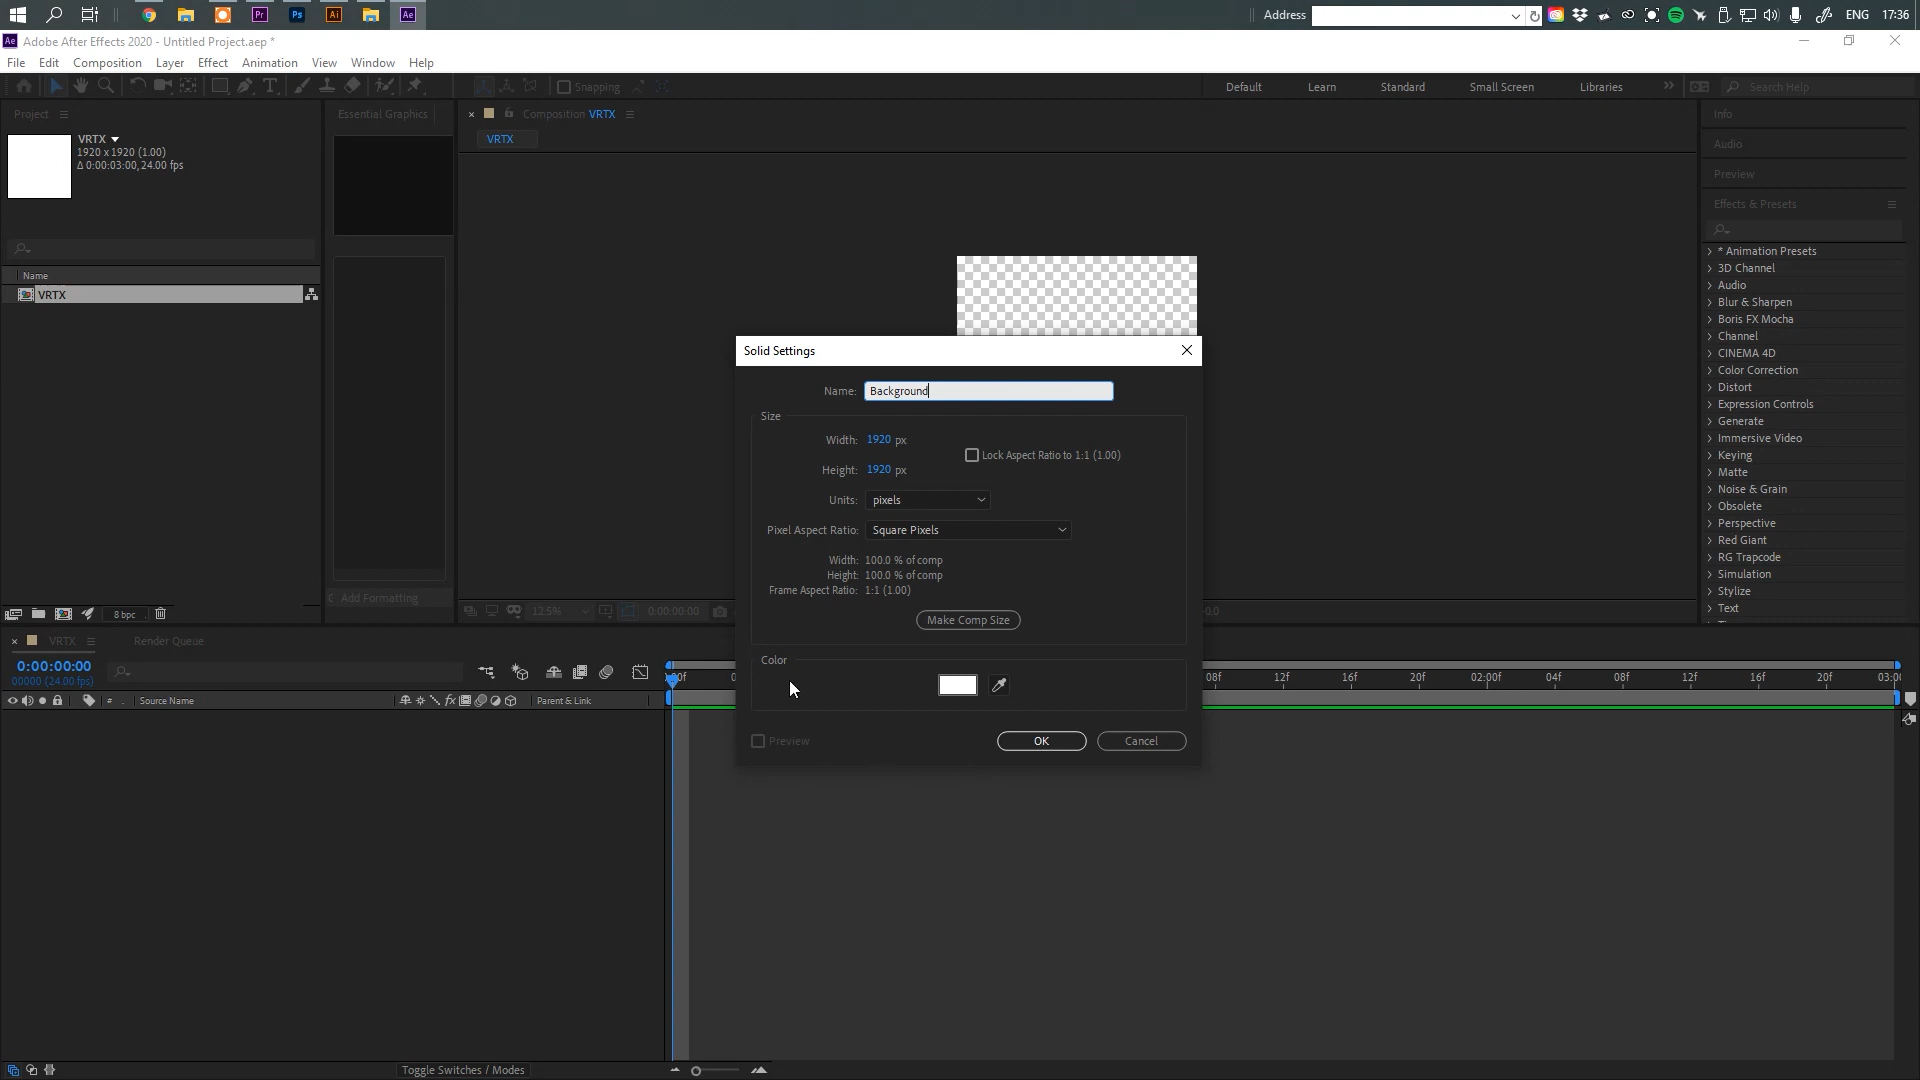 Address
ENG
17:36
Adobe After Effects 2020 - Untitled Project.aep *
File Edit Composition Layer Effect Animation View Window Help
Snapping
Default Learn Standard Small Screen Libraries
Search Help
Project
Essential Graphics
Composition VRTX
VRTX
VRTX
1920 x 1920 (1.00)
Δ 0:00:03:00, 24.00 fps
Name
VRTX
Add Formatting
8 bpc
12.5%
0:00:00:00
Info
Audio
Preview
Effects & Presets
* Animation Presets
3D Channel
Audio
Blur & Sharpen
Boris FX Mocha
Channel
CINEMA 4D
Color Correction
Distort
Expression Controls
Generate
Immersive Video
Keying
Matte
Noise & Grain
Obsolete
Perspective
Red Giant
RG Trapcode
Simulation
Stylize
Text
Solid Settings
Name: Background
Size
Width: 1920 px
Lock Aspect Ratio to 1:1 (1.00)
Height: 1920 px
Units: pixels
Pixel Aspect Ratio: Square Pixels
Width: 100.0 % of comp
Height: 100.0 % of comp
Frame Aspect Ratio: 1:1 (1.00)
Make Comp Size
Color
Preview
OK
Cancel
VRTX
Render Queue
0:00:00:00
00000 (24.00 fps)
# Source Name
Parent & Link
08f 12f 16f 20f 02:00f 04f 08f 12f 16f 20f
Toggle Switches / Modes